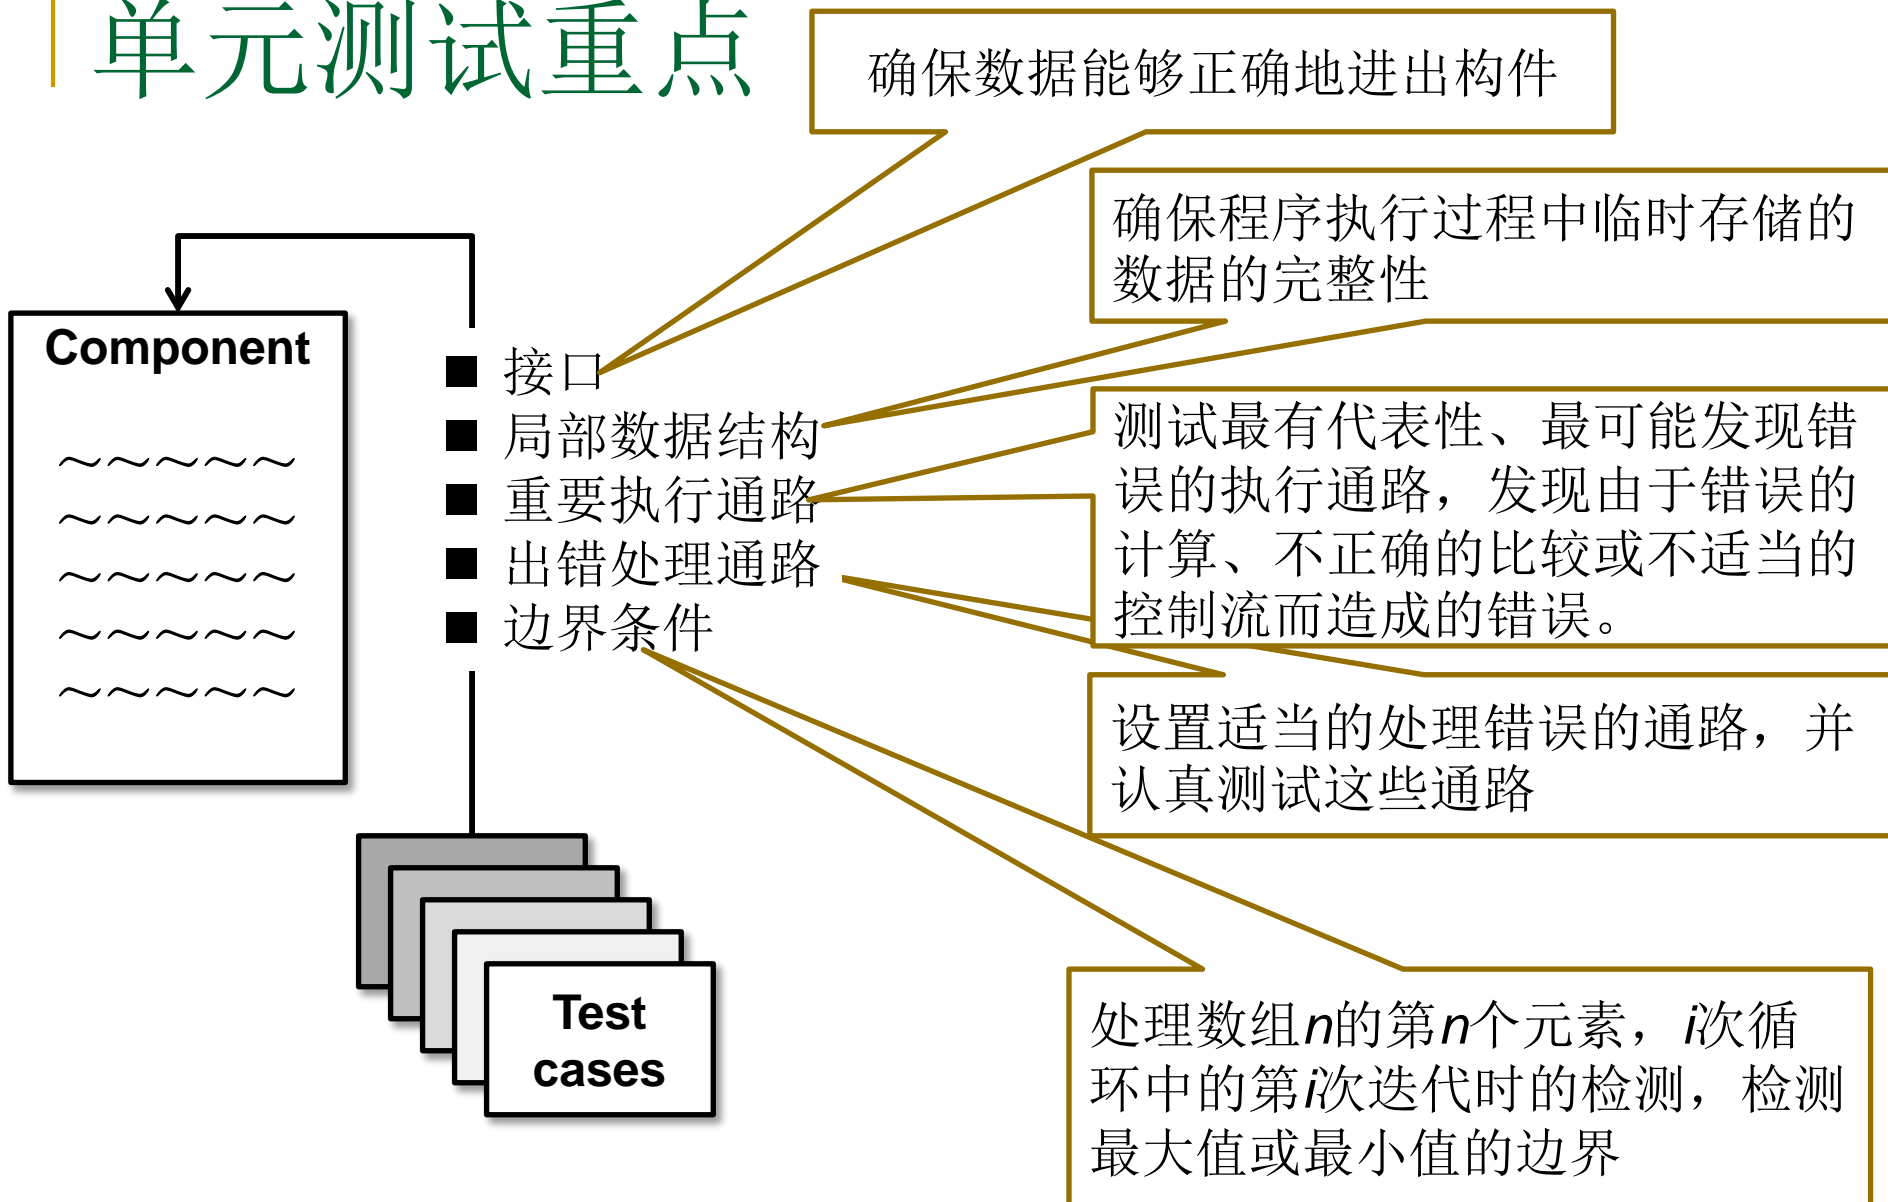 单元测试重点
确保数据能够正确地进出构件
确保程序执行过程中临时存储的
数据的完整性
Component
~~~~~
~~~~~
~~~~~
~~~~~
~~~~~
接口
局部数据结构
重要执行通路
出错处理通路
边界条件
测试最有代表性、最可能发现错
误的执行通路，发现由于错误的
计算、不正确的比较或不适当的
控制流而造成的错误。
设置适当的处理错误的通路，并
认真测试这些通路
Test
cases
处理数组n的第n个元素，i次循
环中的第i次迭代时的检测，检测
最大值或最小值的边界